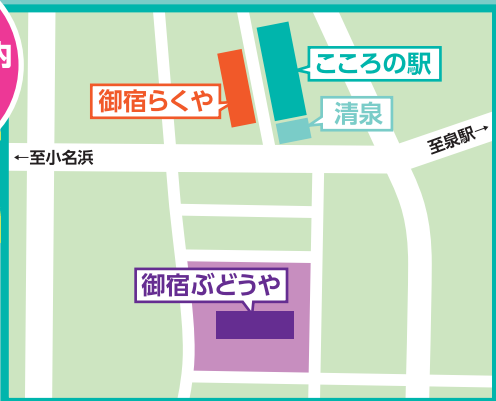 内
こころの駅
御宿らくや
清泉
至泉駅→
←至小名浜
御宿ぶどうや